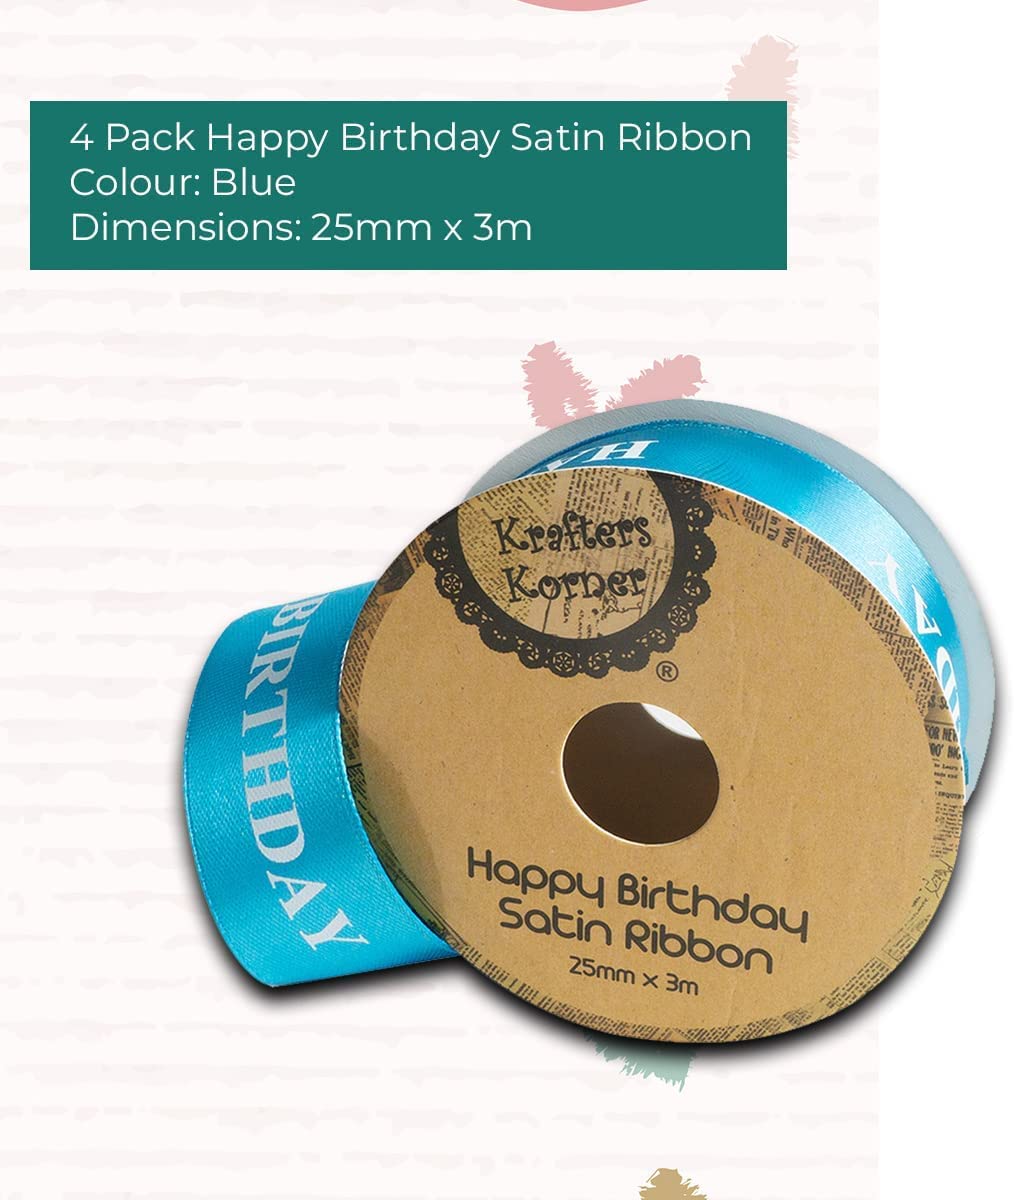 4 Pack Happy Birthday Satin Ribbon
Colour: Blue
Dimensions: 25mm x 3m
Krafters
Korner
®
BIRTHDAY
Happy Birthday
Satin Ribbon
25mm x 3m